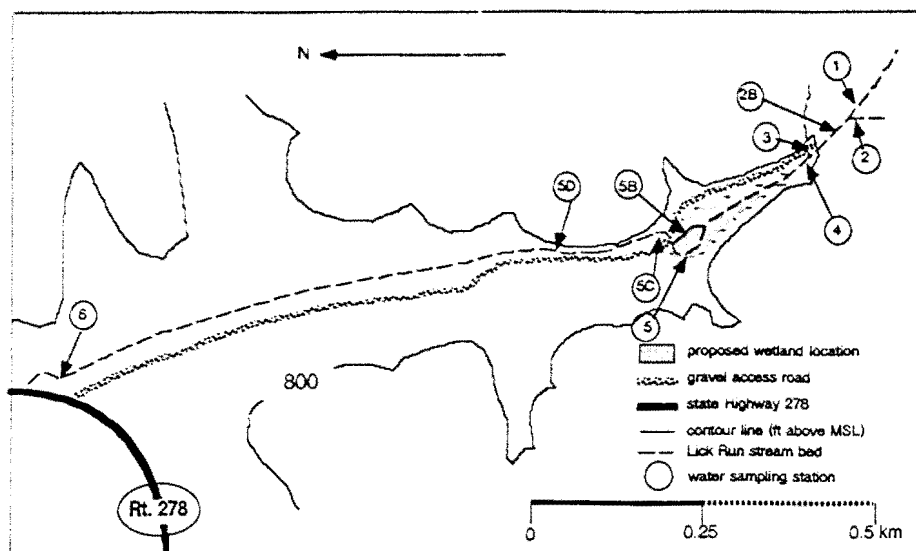 N
1
2B
3
2
5D
5B
4
5C
5
6
proposed wetland location
gravel access road
800
state Highway 278
contour line (ft above MSL)
Lick Run stream bed
water sampling station
Rt. 278
0
0.25
0.5 km